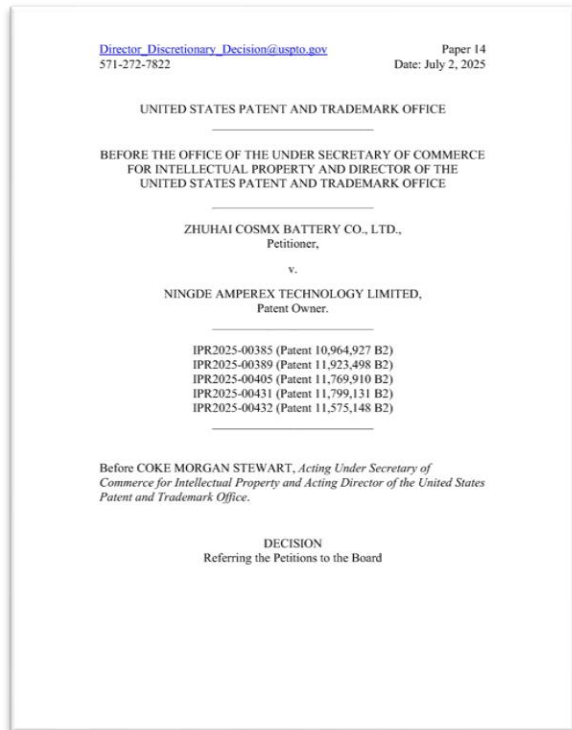 Director_Discretionary_Decision@uspto.gov Paper 14
571-272-7822 Date: July 2, 2025
UNITED STATES PATENT AND TRADEMARK OFFICE
BEFORE THE OFFICE OF THE UNDER SECRETARY OF COMMERCE
FOR INTELLECTUAL PROPERTY AND DIRECTOR OF THE
UNITED STATES PATENT AND TRADEMARK OFFICE
ZHUHAI COSMX BATTERY CO., LTD.,
Petitioner,
v.
NINGDE AMPEREX TECHNOLOGY LIMITED,
Patent Owner.
IPR2025-00385 (Patent 10,964,927 B2)
IPR2025-00389 (Patent 11,923,498 B2)
IPR2025-00405 (Patent 11,769,910 B2)
IPR2025-00431 (Patent 11,799,131 B2)
IPR2025-00432 (Patent 11,575,148 B2)
Before COKE MORGAN STEWART, Acting Under Secretary of
Commerce for Intellectual Property and Acting Director of the United States
Patent and Trademark Office.
DECISION
Referring the Petitions to the Board